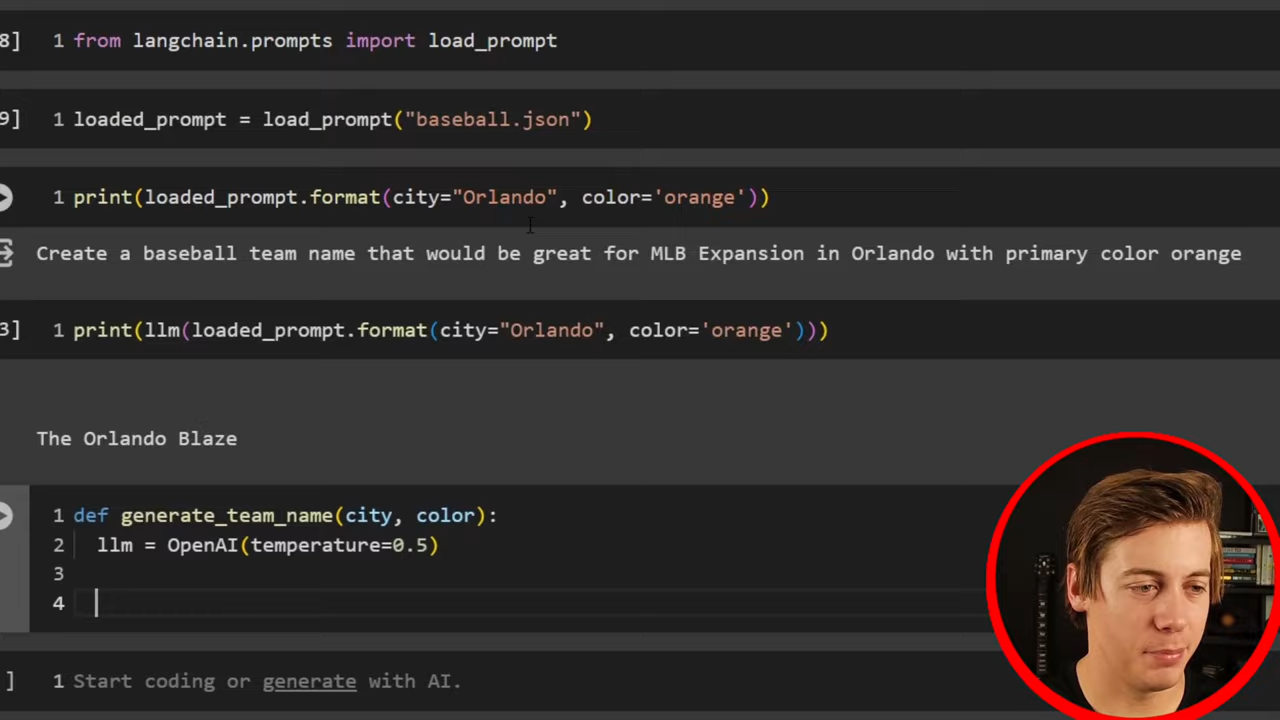 8] 1 from langchain.prompts import load_prompt
9] 1 loaded_prompt = load_prompt("baseball.json")
1 print(loaded_prompt.format(city="Orlando", color='orange'))
Create a baseball team name that would be great for MLB Expansion in Orlando with primary color orange
3] 1 print(llm(loaded_prompt.format(city="Orlando", color='orange')))
The Orlando Blaze
1 def generate_team_name(city, color):
2 llm = OpenAI(temperature=0.5)
3
4
] 1 Start coding or generate with AI.